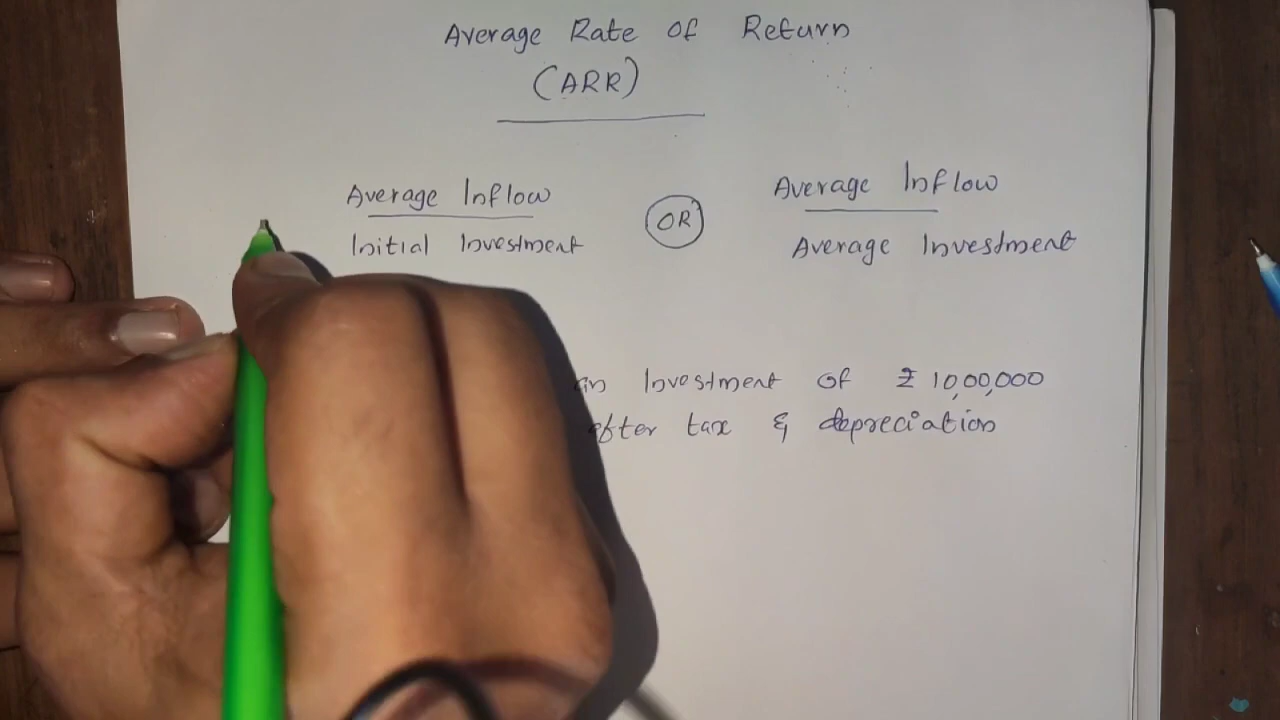 Average Rate of Return
(ARR)
Average Inflow OR Average Inflow
Initial Investment Average Investment
Investment of ₹ 10,00,000
after tax & depreciation